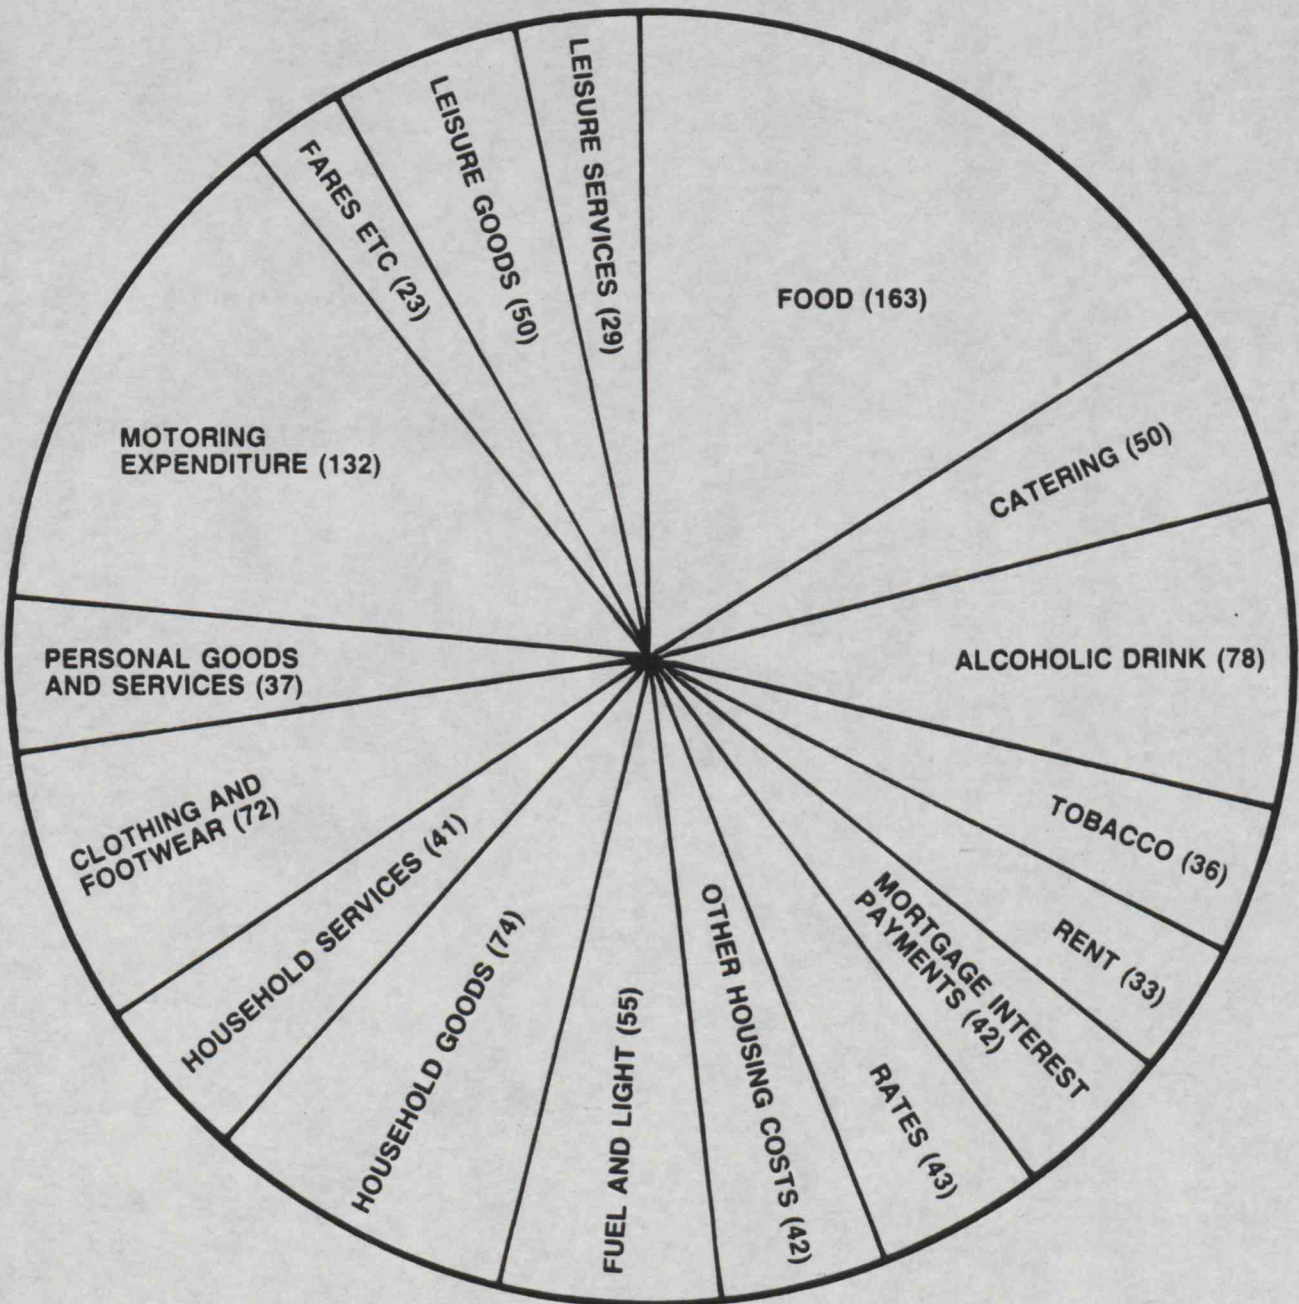 FOOD (163)
CATERING (50)
ALCOHOLIC DRINK (78)
TOBACCO (36)
RENT (33)
MORTGAGE INTEREST
PAYMENTS (42)
RATES (43)
OTHER HOUSING COSTS (42)
FUEL AND LIGHT (55)
HOUSEHOLD GOODS (74)
HOUSEHOLD SERVICES (41)
CLOTHING AND
FOOTWEAR (72)
PERSONAL GOODS
AND SERVICES (37)
MOTORING
EXPENDITURE (132)
FARES ETC (23)
LEISURE GOODS (50)
LEISURE SERVICES (29)